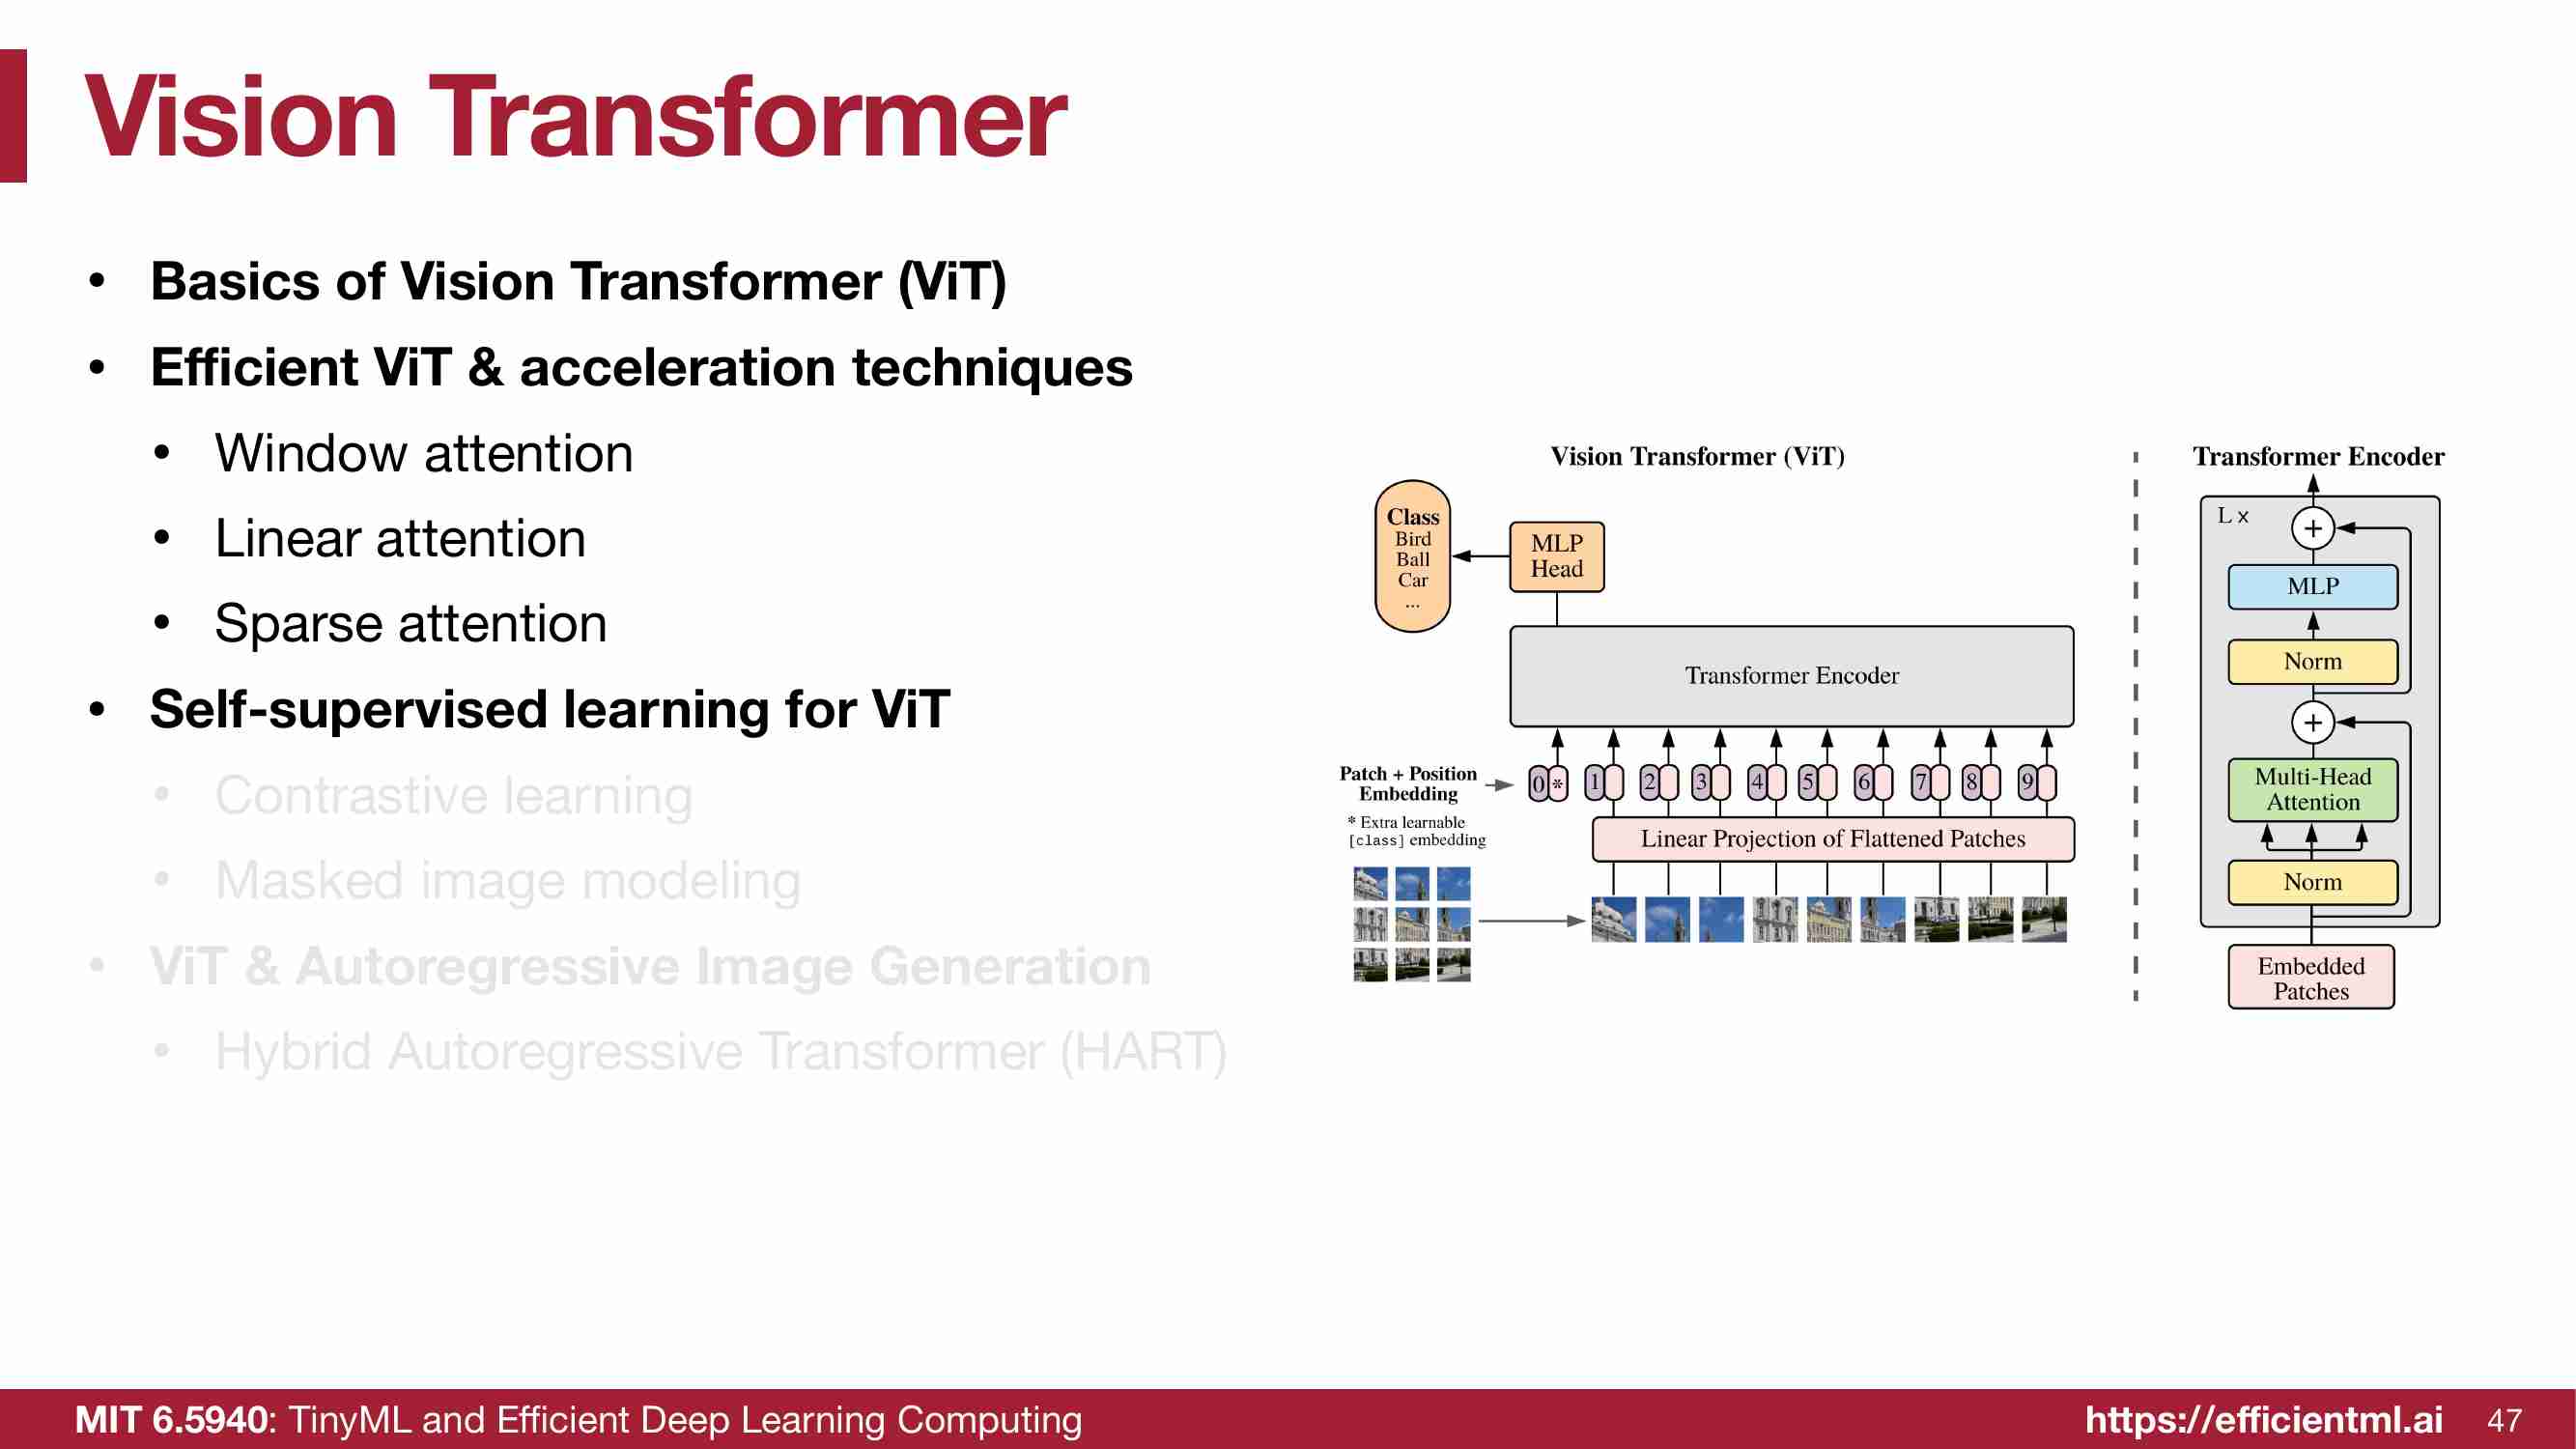 Vision Transformer
• Basics of Vision Transformer (ViT)
• Efficient ViT & acceleration techniques
• Window attention
• Linear attention
• Sparse attention
• Self-supervised learning for ViT
• Contrastive learning
• Masked image modeling
• ViT & Autoregressive Image Generation
• Hybrid Autoregressive Transformer (HART)
Vision Transformer (ViT)
Class
Bird
Ball
Car
...
MLP
Head
Transformer Encoder
Patch + Position
Embedding
* Extra learnable
[class] embedding
0 * 1 2 3 4 5 6 7 8 9
Linear Projection of Flattened Patches
Transformer Encoder
L x
+
MLP
Norm
+
Multi-Head
Attention
Norm
Embedded
Patches
MIT 6.5940: TinyML and Efficient Deep Learning Computing
https://efficientml.ai 47